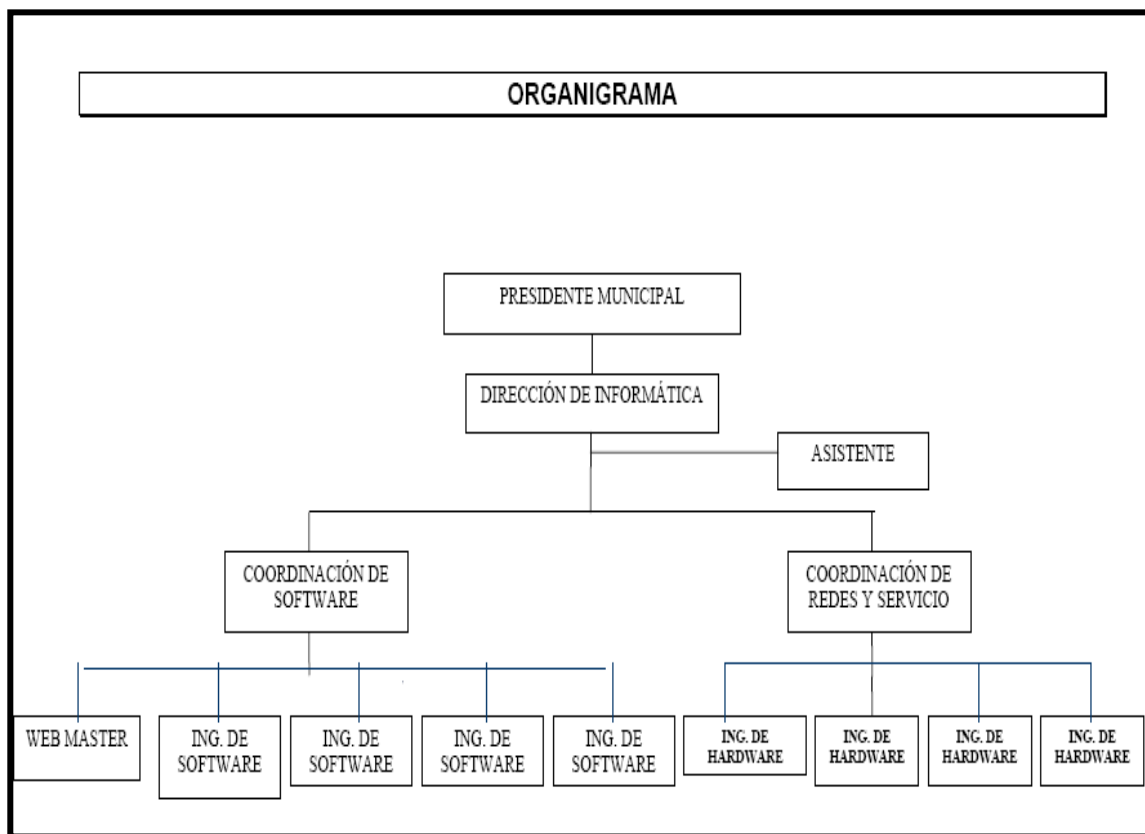 ORGANIGRAMA
PRESIDENTE MUNICIPAL
DIRECCIÓN DE INFORMÁTICA
ASISTENTE
COORDINACIÓN DE
SOFTWARE
COORDINACIÓN DE
REDES Y SERVICIO
WEB MASTER
ING. DE
SOFTWARE
ING. DE
SOFTWARE
ING. DE
SOFTWARE
ING. DE
SOFTWARE
ING. DE
HARDWARE
ING. DE
HARDWARE
ING. DE
HARDWARE
ING. DE
HARDWARE